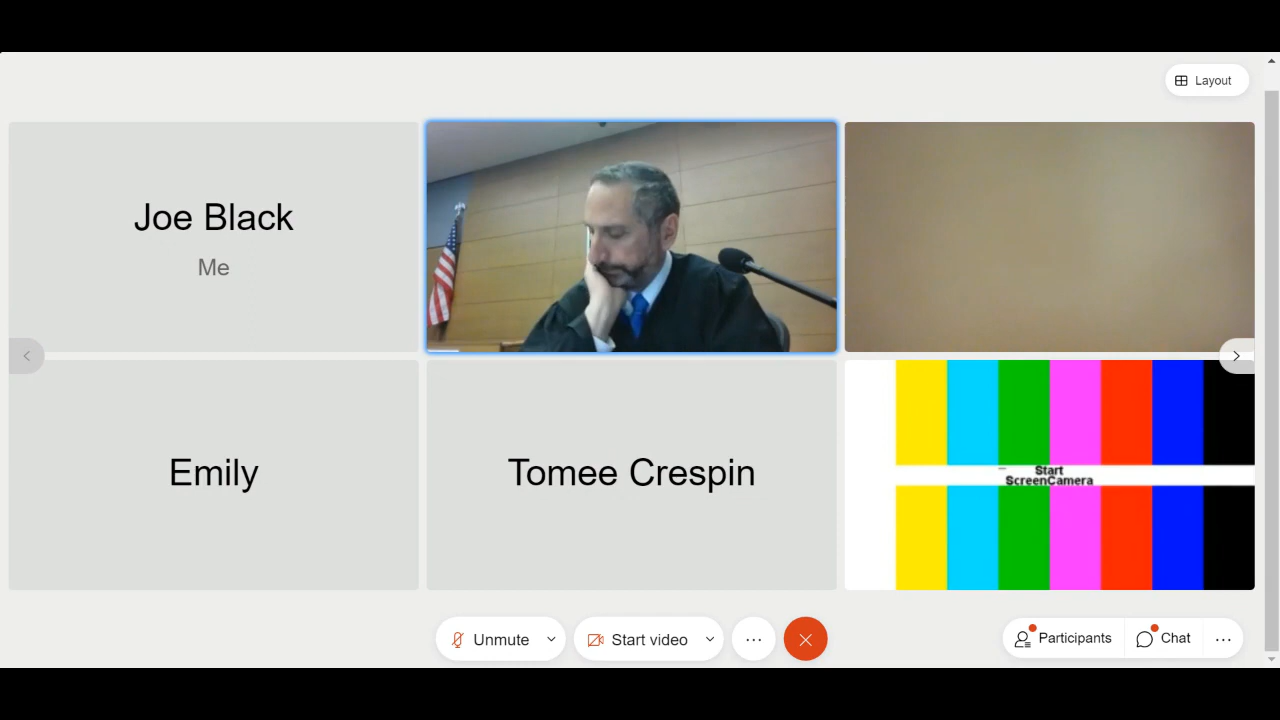 Layout
Joe Black
Me
Emily
Tomee Crespin
Start
ScreenCamera
Unmute
Start video
Participants
Chat